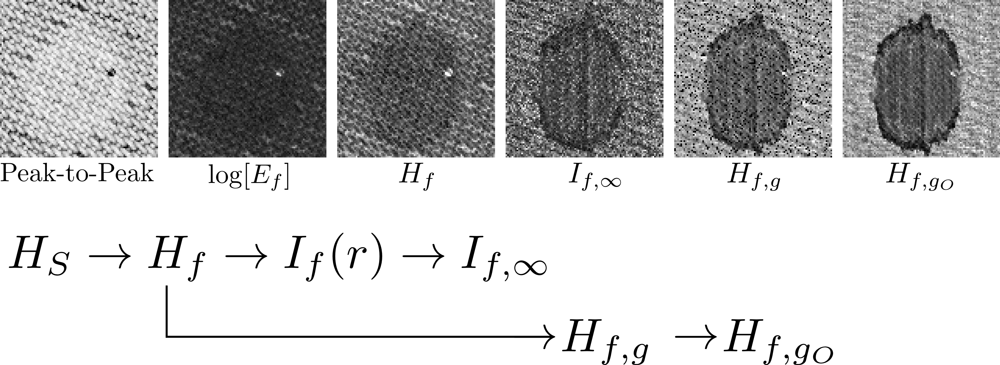 Peak-to-Peak log[E_f] H_f I_{f,∞} H_{f,g} H_{f,g_O}
H_S → H_f → I_f(r) → I_{f,∞}
→ H_{f,g} → H_{f,g_O}